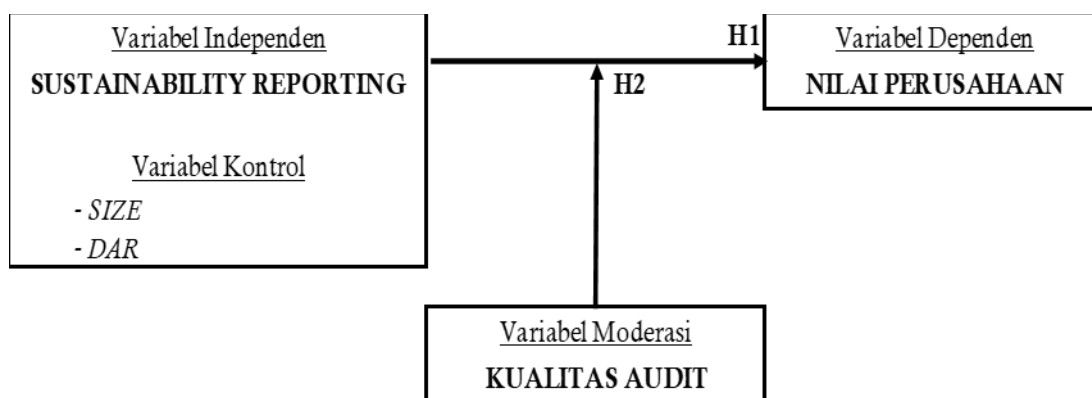 Variabel Independen
SUSTAINABILITY REPORTING
Variabel Kontrol
- SIZE
- DAR
H1
H2
Variabel Dependen
NILAI PERUSAHAAN
Variabel Moderasi
KUALITAS AUDIT